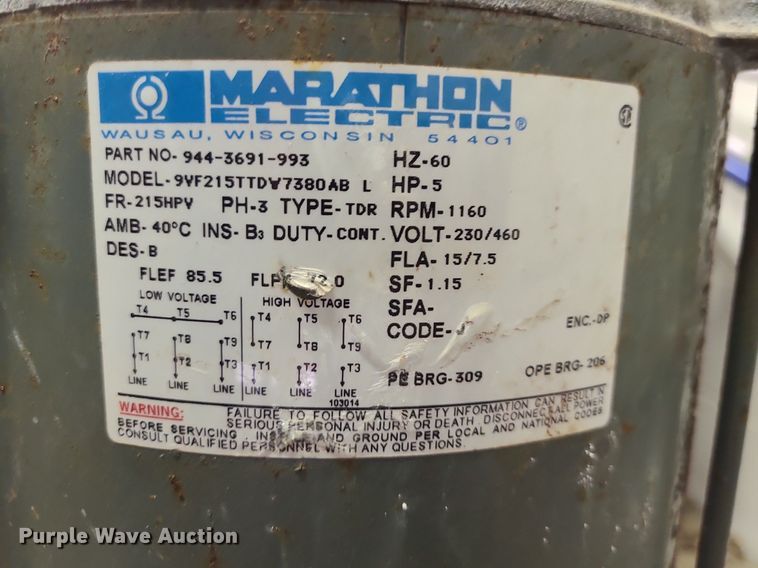 MARATHON
ELECTRIC®
WAUSAU, WISCONSIN 54401
PART NO- 944-3691-993
MODEL- 9VF215TTDW7380AB L
FR-215HPV PH-3 TYPE-TDR
AMB- 40°C INS- B3 DUTY-CONT.
DES-B
HZ-60
HP-5
RPM-1160
VOLT-230/460
FLA- 15/7.5
SF- 1.15
SFA-
CODE-
ENC.-DP
FLEF 85.5 .0
LOW VOLTAGE HIGH VOLTAGE
T4 T5 T6 T4 T5 T6
T7 T8 T9 T7 T8 T9
T1 T2 T3 T1 T2 T3
LINE LINE LINE LINE LINE LINE
103014
PE BRG-309 OPE BRG- 206
WARNING: FAILURE TO FOLLOW ALL SAFETY INFORMATION CAN RESULT IN
SERIOUS PERSONAL INJURY OR DEATH. DISCONNECT ALL POWER
BEFORE SERVICING. AND GROUND PER LOCAL AND NATIONAL CODES
CONSULT QUALIFIED PERSONNEL WITH ANY QUESTIONS.
Purple Wave Auction